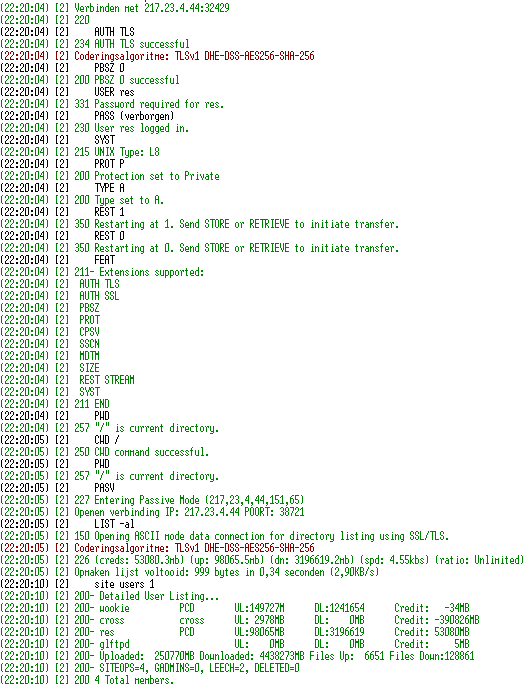 (22:20:04) [2] Verbinden met 217.23.4.44:32429
(22:20:04) [2] 220
(22:20:04) [2] AUTH TLS
(22:20:04) [2] 234 AUTH TLS successful
(22:20:04) [2] Coderingsalgoritme: TLSv1 DHE-DSS-AES256-SHA-256
(22:20:04) [2] PBSZ 0
(22:20:04) [2] 200 PBSZ 0 successful
(22:20:04) [2] USER res
(22:20:04) [2] 331 Password required for res.
(22:20:04) [2] PASS (verborgen)
(22:20:04) [2] 230 User res logged in.
(22:20:04) [2] SYST
(22:20:04) [2] 215 UNIX Type: L8
(22:20:04) [2] PROT P
(22:20:04) [2] 200 Protection set to Private
(22:20:04) [2] TYPE A
(22:20:04) [2] 200 Type set to A.
(22:20:04) [2] REST 1
(22:20:04) [2] 350 Restarting at 1. Send STORE or RETRIEVE to initiate transfer.
(22:20:04) [2] REST 0
(22:20:04) [2] 350 Restarting at 0. Send STORE or RETRIEVE to initiate transfer.
(22:20:04) [2] FEAT
(22:20:04) [2] 211- Extensions supported:
(22:20:04) [2] AUTH TLS
(22:20:04) [2] AUTH SSL
(22:20:04) [2] PBSZ
(22:20:04) [2] PROT
(22:20:04) [2] CPSV
(22:20:04) [2] SSCN
(22:20:04) [2] MDTM
(22:20:04) [2] SIZE
(22:20:04) [2] REST STREAM
(22:20:04) [2] SYST
(22:20:04) [2] 211 END
(22:20:04) [2] PWD
(22:20:05) [2] 257 "/" is current directory.
(22:20:05) [2] CWD /
(22:20:05) [2] 250 CWD command successful.
(22:20:05) [2] PWD
(22:20:05) [2] 257 "/" is current directory.
(22:20:05) [2] PASV
(22:20:05) [2] 227 Entering Passive Mode (217,23,4,44,151,65)
(22:20:05) [2] Openen verbinding IP: 217.23.4.44 POORT: 38721
(22:20:05) [2] LIST -al
(22:20:05) [2] 150 Opening ASCII mode data connection for directory listing using SSL/TLS.
(22:20:05) [2] Coderingsalgoritme: TLSv1 DHE-DSS-AES256-SHA-256
(22:20:05) [2] 226 (creds: 53080.3mb) (up: 98065.5mb) (dn: 3196619.2mb) (spd: 4.55kbs) (ratio: Unlimited)
(22:20:05) [2] Opmaken lijst voltooid: 999 bytes in 0,34 seconden (2,90KB/s)
(22:20:10) [2] site users 1
(22:20:10) [2] 200- Detailed User Listing...
(22:20:10) [2] 200- wookie PCD UL:149727M DL:1241654 Credit: -34MB
(22:20:10) [2] 200- cross cross UL: 2978MB DL: 0MB Credit: -390826MB
(22:20:10) [2] 200- res PCD UL:98065MB DL:3196619 Credit: 53080MB
(22:20:10) [2] 200- glftpd UL: 0MB DL: 0MB Credit: 5MB
(22:20:10) [2] 200- Uploaded: 250770MB Downloaded: 4438273MB Files Up: 6651 Files Down:128861
(22:20:10) [2] 200- SITEOPS=4, GADMINS=0, LEECH=2, DELETED=0
(22:20:10) [2] 200 4 Total members.